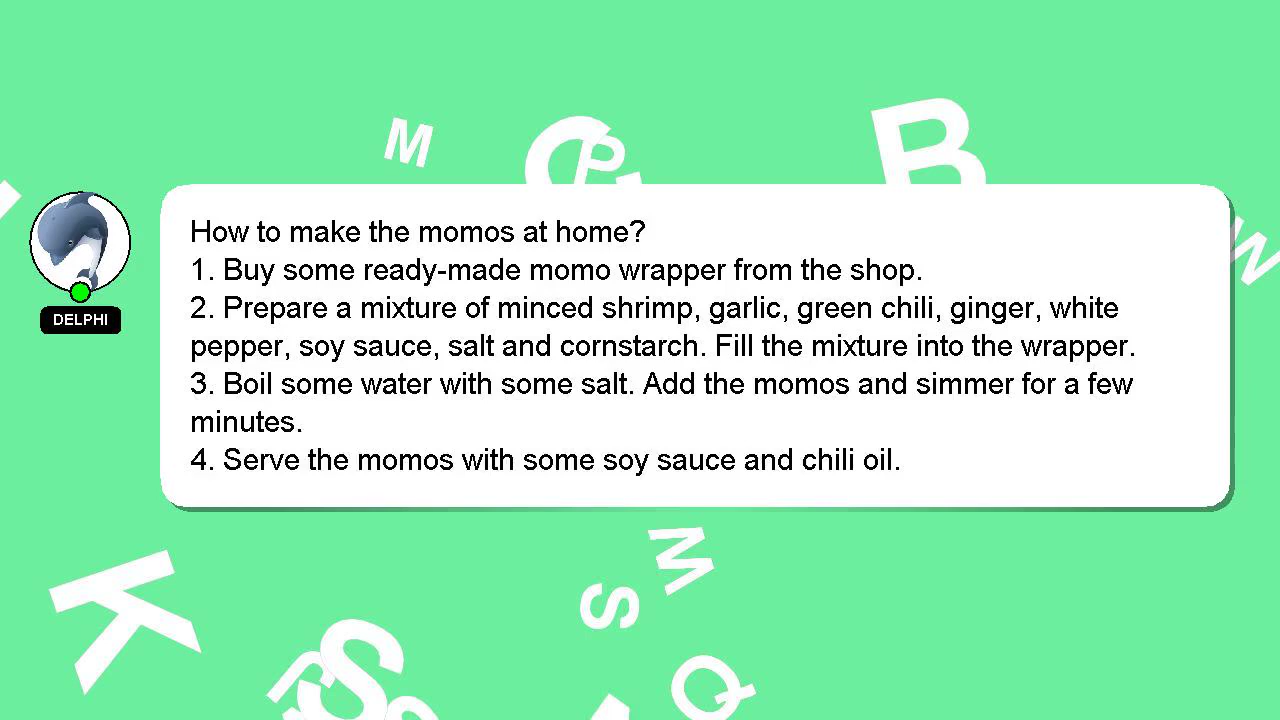 M
C
P
B
W
DELPHI
How to make the momos at home?
1. Buy some ready-made momo wrapper from the shop.
2. Prepare a mixture of minced shrimp, garlic, green chili, ginger, white
pepper, soy sauce, salt and cornstarch. Fill the mixture into the wrapper.
3. Boil some water with some salt. Add the momos and simmer for a few
minutes.
4. Serve the momos with some soy sauce and chili oil.
M
S
K
S
Q